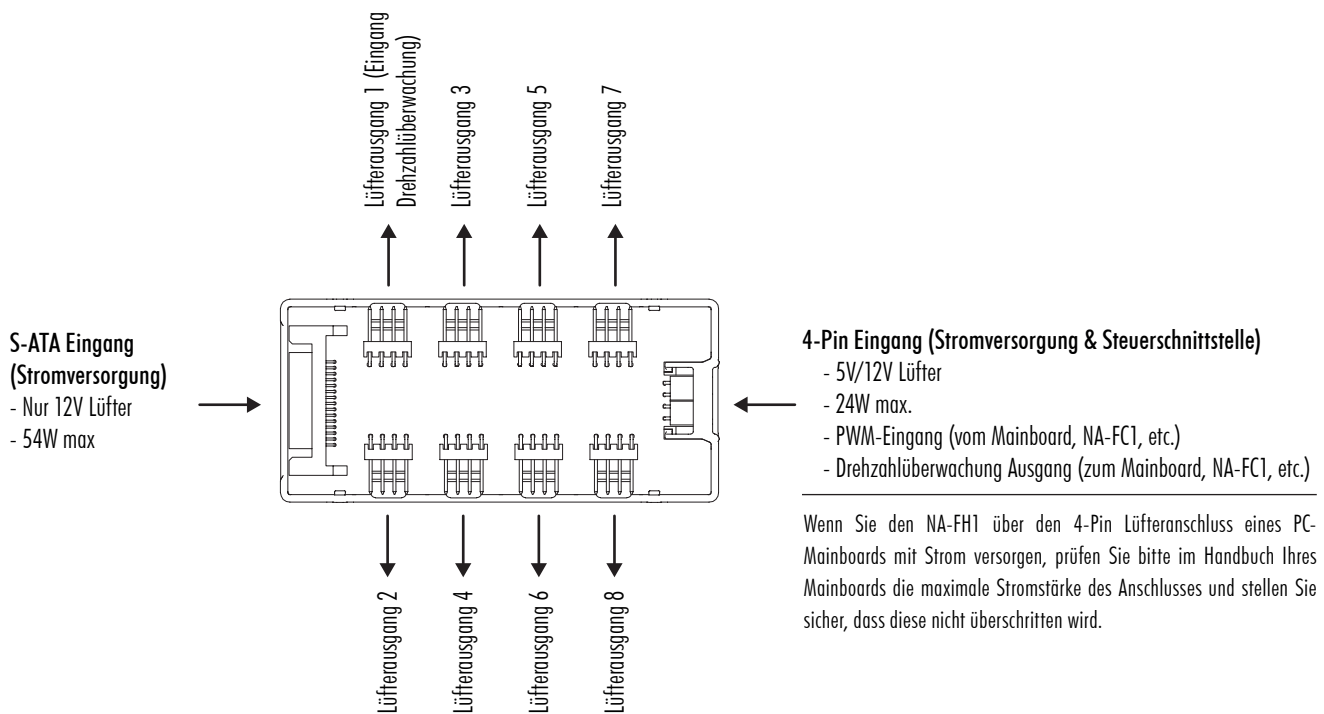 Lüfterausgang 1 (Eingang
Drehzahlüberwachung)
Lüfterausgang 3
Lüfterausgang 5
Lüfterausgang 7
S-ATA Eingang
(Stromversorgung)
- Nur 12V Lüfter
- 54W max
4-Pin Eingang (Stromversorgung & Steuerschnittstelle)
- 5V/12V Lüfter
- 24W max.
- PWM-Eingang (vom Mainboard, NA-FC1, etc.)
- Drehzahlüberwachung Ausgang (zum Mainboard, NA-FC1, etc.)
Wenn Sie den NA-FH1 über den 4-Pin Lüfteranschluss eines PC-
Mainboards mit Strom versorgen, prüfen Sie bitte im Handbuch Ihres
Mainboards die maximale Stromstärke des Anschlusses und stellen Sie
sicher, dass diese nicht überschritten wird.
Lüfterausgang 2
Lüfterausgang 4
Lüfterausgang 6
Lüfterausgang 8